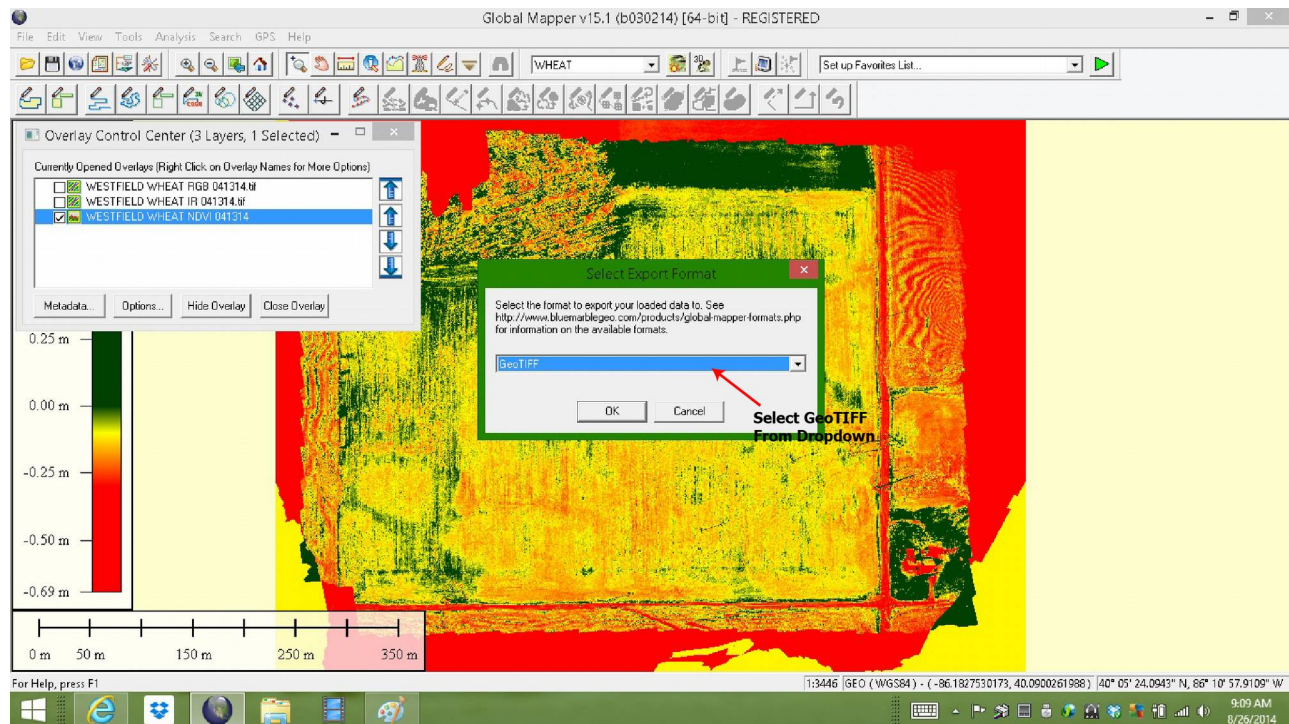 Global Mapper v15.1 (b030214) [64-bit] - REGISTERED
File Edit View Tools Analysis Search GPS Help
WHEAT
Set up Favorites List...
Overlay Control Center (3 Layers, 1 Selected)
Currently Opened Overlays (Right Click on Overlay Names for More Options)
WESTFIELD WHEAT RGB 041314.tif
WESTFIELD WHEAT IR 041314.tif
WESTFIELD WHEAT NDVI 041314
Metadata... Options... Hide Overlay Close Overlay
Select Export Format
Select the format to export your loaded data to. See
http://www.bluemarblegeo.com/products/global-mapper-formats.php
for information on the available formats.
GeoTIFF
OK Cancel
Select GeoTIFF
From Dropdown
0.25 m
0.00 m
-0.25 m
-0.50 m
-0.69 m
0 m 50 m 150 m 250 m 350 m
For Help, press F1
1:3446 GEO ( WGS84 ) - ( -86.1827530173, 40.0900261988 ) 40° 05' 24.0943" N, 86° 10' 57.9109" W
9:09 AM
8/26/2014